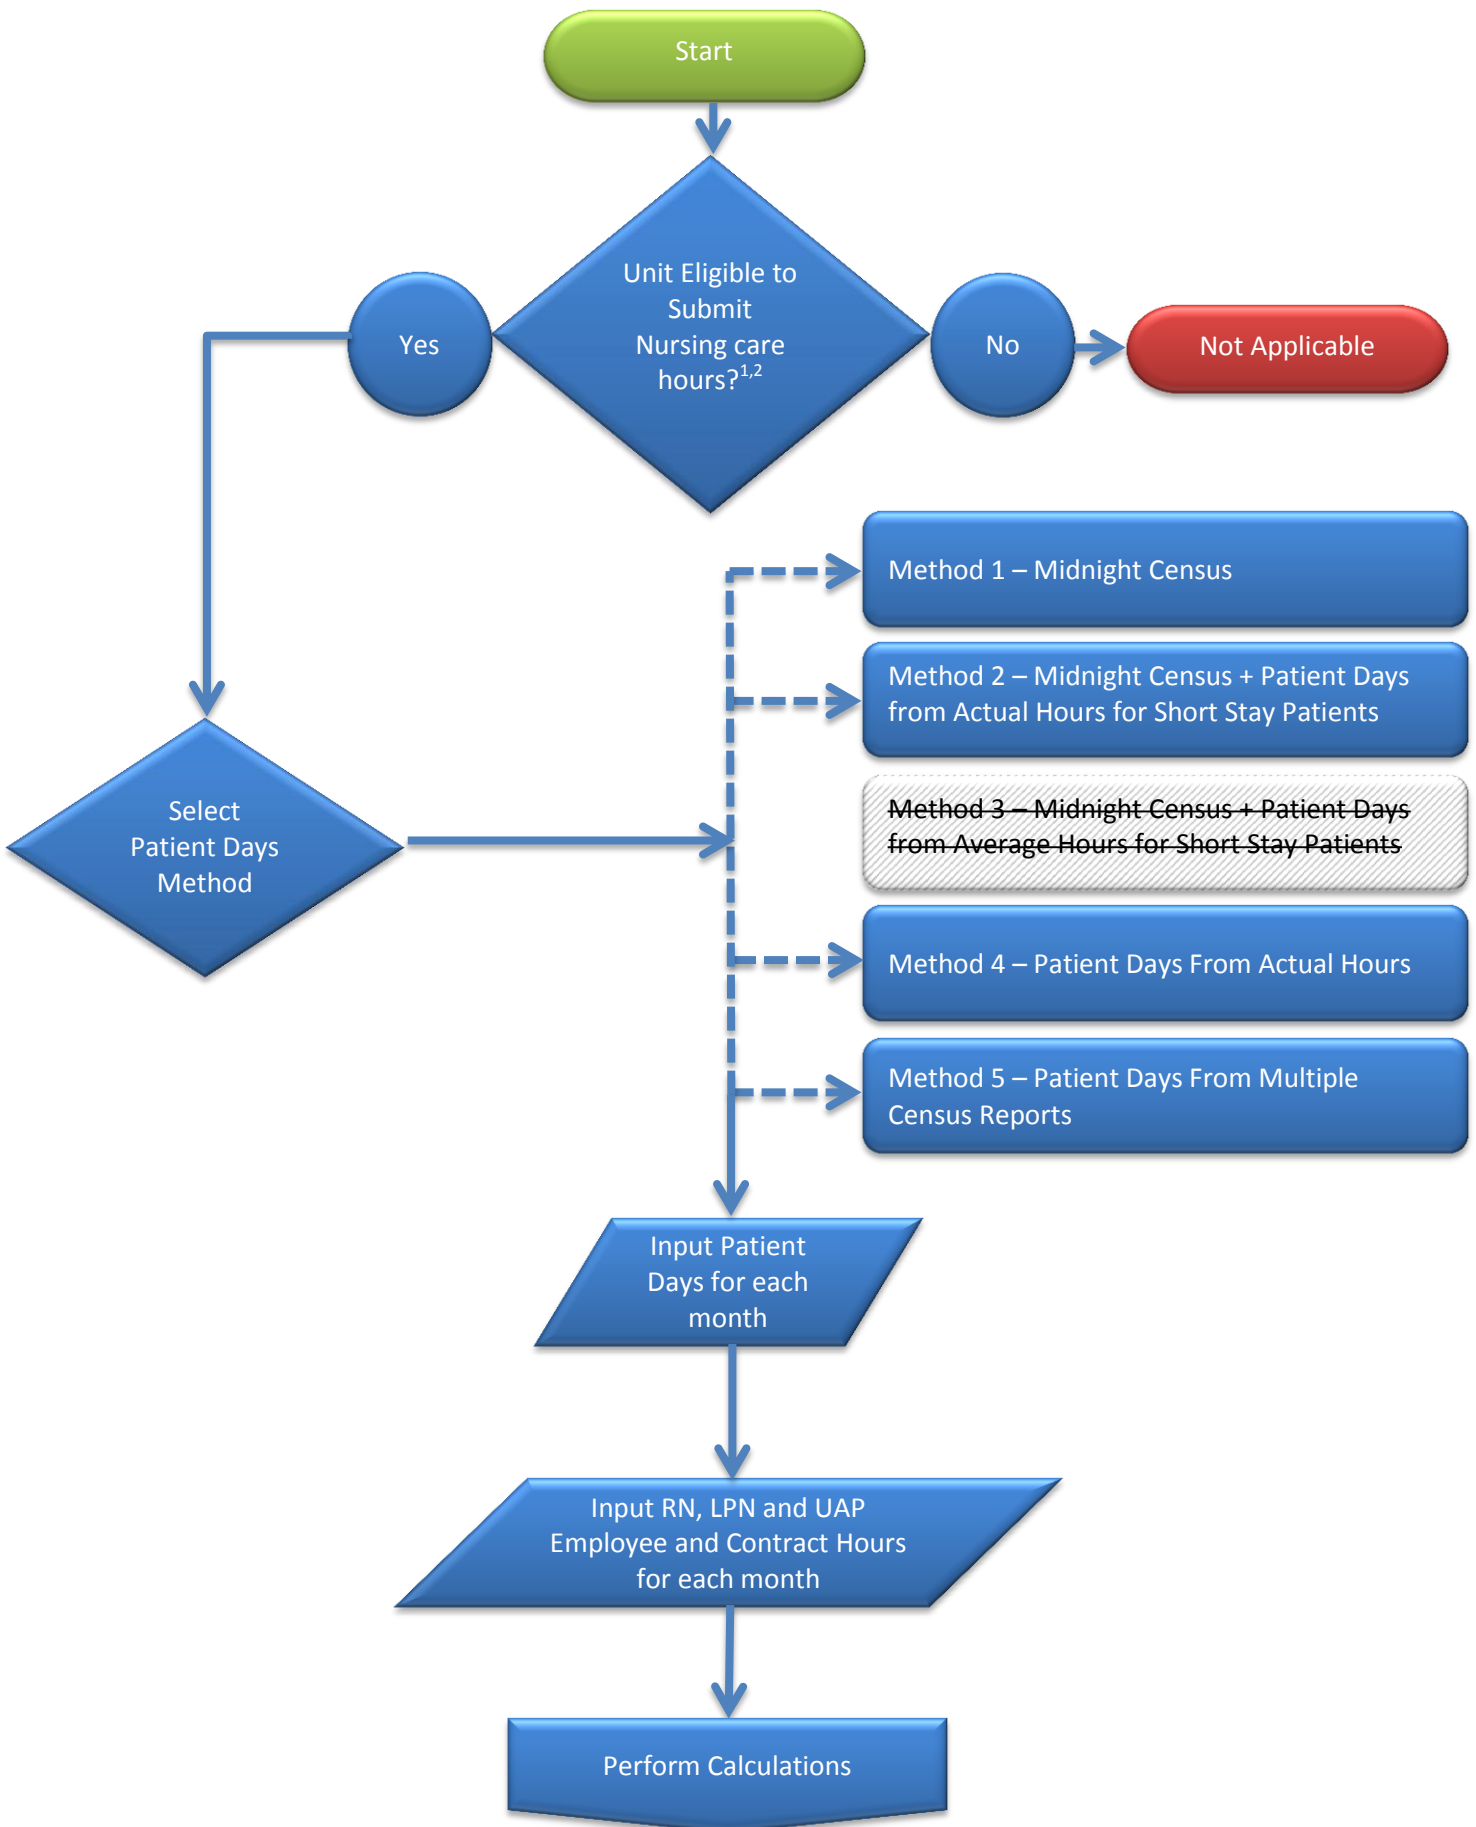 Start
Unit Eligible to
Submit
Nursing care
hours?1,2
Yes
No
Not Applicable
Method 1 – Midnight Census
Method 2 – Midnight Census + Patient Days
from Actual Hours for Short Stay Patients
Method 3 – Midnight Census + Patient Days
from Average Hours for Short Stay Patients
Select
Patient Days
Method
Method 4 – Patient Days From Actual Hours
Method 5 – Patient Days From Multiple
Census Reports
Input Patient
Days for each
month
Input RN, LPN and UAP
Employee and Contract Hours
for each month
Perform Calculations